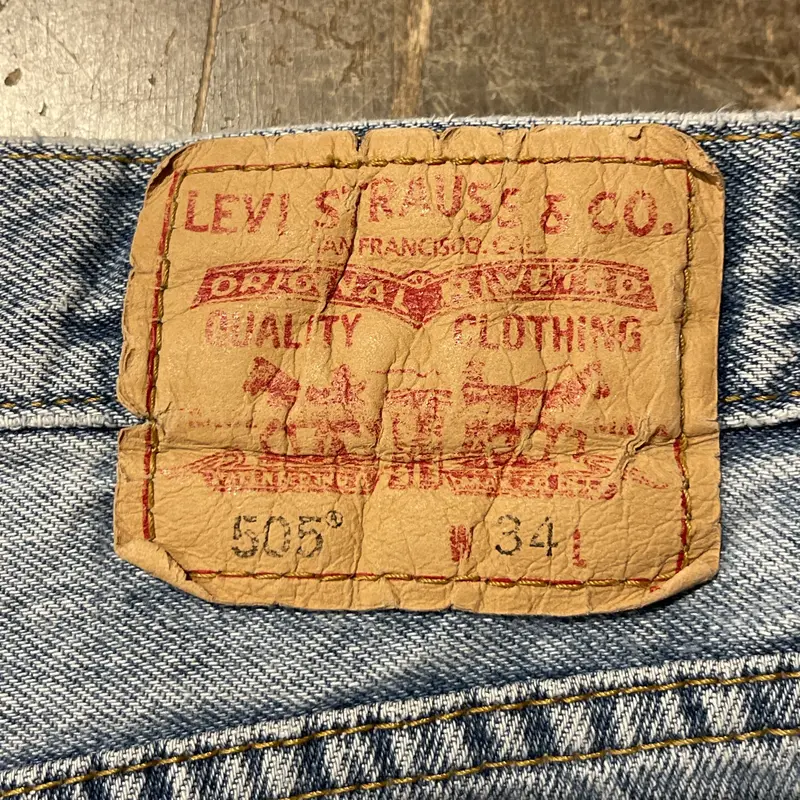 LEVI STRAUSS & CO.
SAN FRANCISCO, CAL.
ORIGINAL RIVETED
QUALITY CLOTHING
505® W 34 L